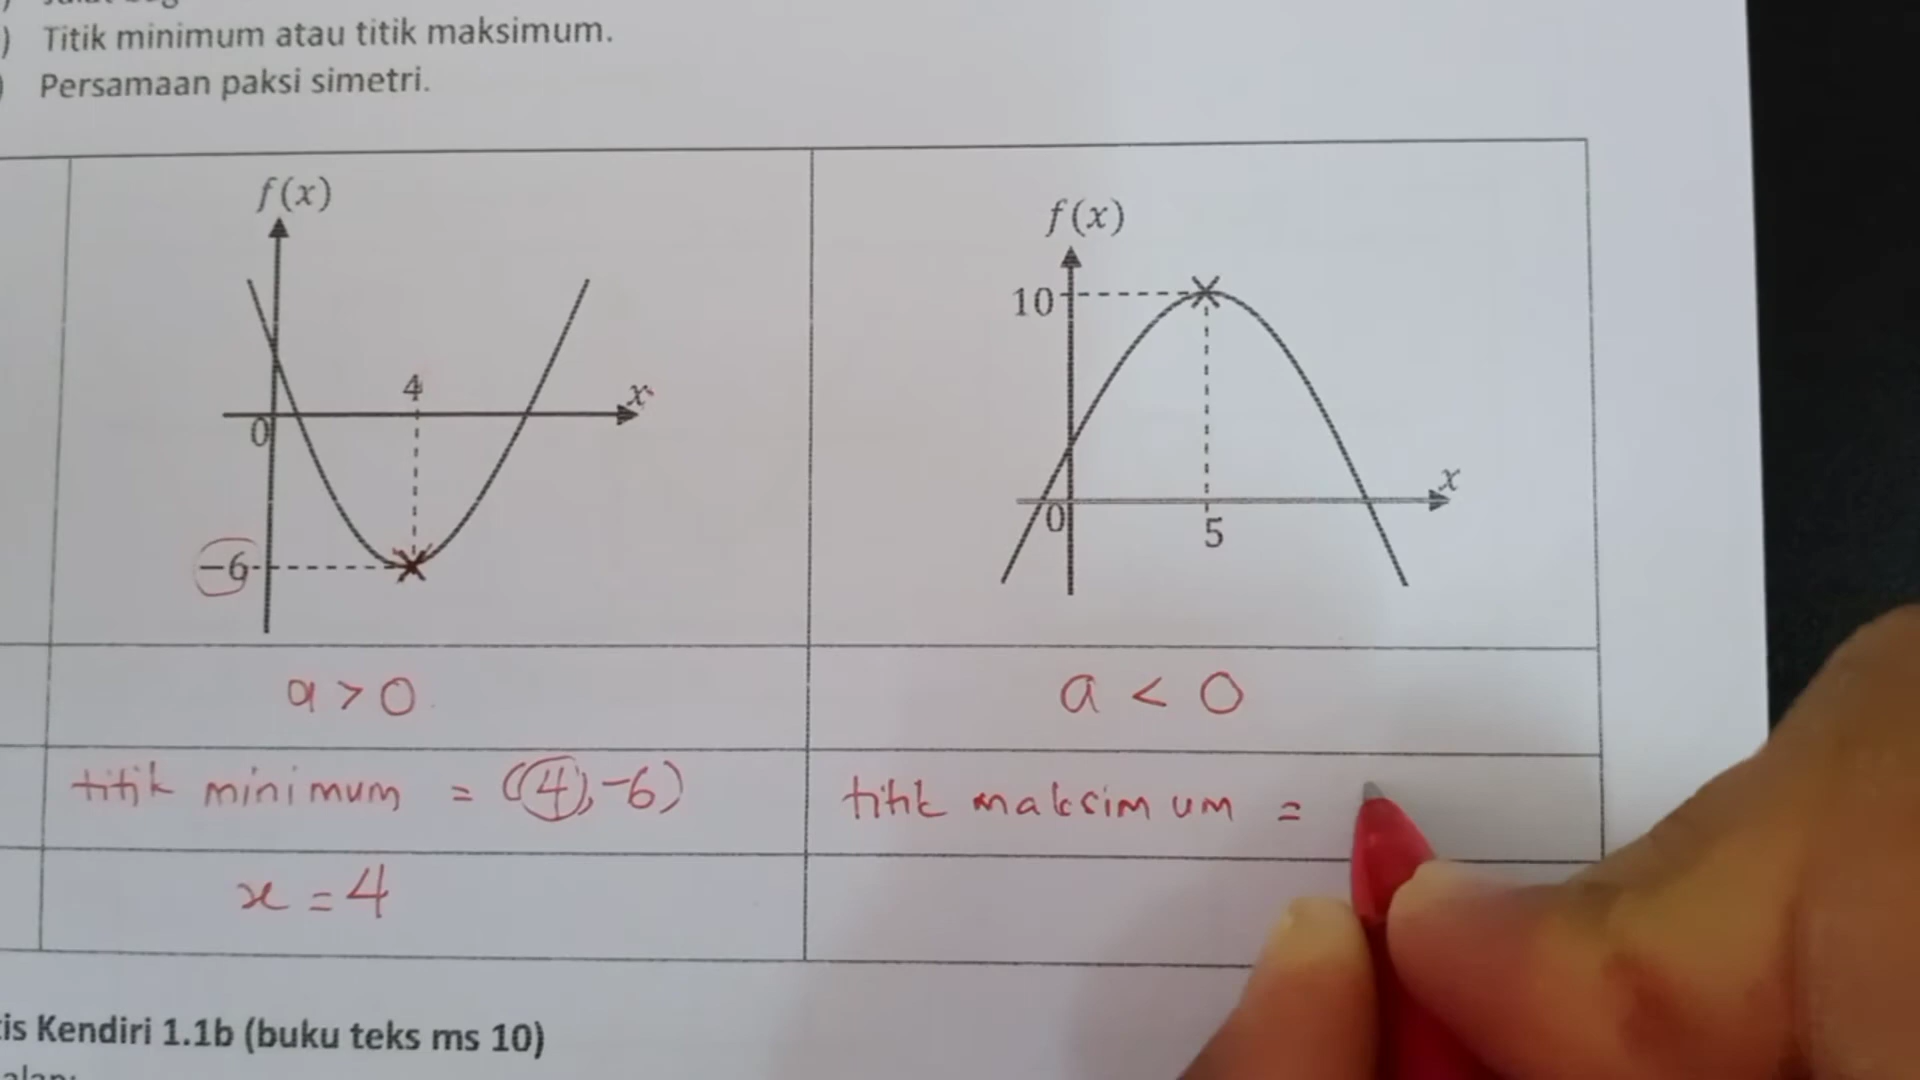 Titik minimum atau titik maksimum.
Persamaan paksi simetri.
f(x)
4
x
0
−6
f(x)
10
x
0
5
a > 0
a < 0
titik minimum = (4, -6)
titik maksimum =
x = 4
Kendiri 1.1b (buku teks ms 10)